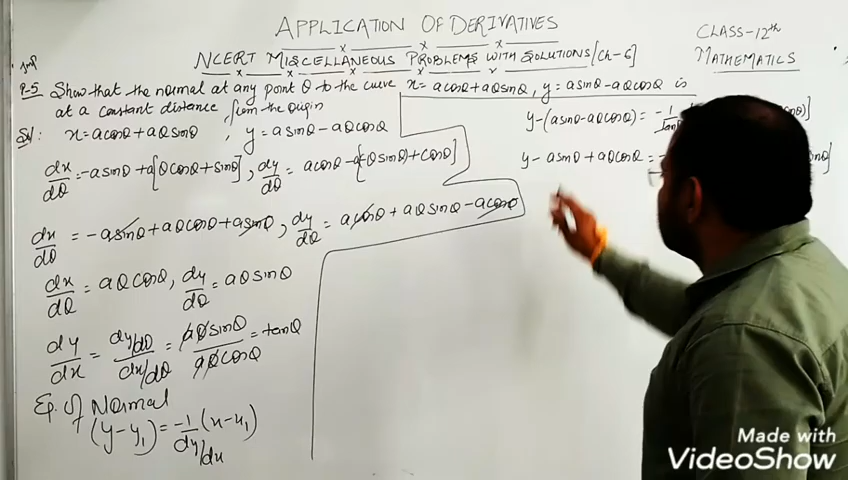 APPLICATION OF DERIVATIVES
NCERT MISCELLANEOUS PROBLEMS WITH SOLUTIONS [Ch-6]
CLASS-12th
MATHEMATICS
Imp
Q-5 Show that the normal at any point θ to the curve x = acosθ + aθsinθ, y = asinθ - aθcosθ is
at a constant distance from the origin
Sol: x = acosθ + aθsinθ , y = asinθ - aθcosθ
dx/dθ = -asinθ + a[θcosθ + sinθ], dy/dθ = acosθ - a[-θsinθ) + cosθ]
dx/dθ = -asinθ + aθcosθ + asinθ, dy/dθ = acosθ + aθsinθ - acosθ
dx/dθ = aθcosθ, dy/dθ = aθsinθ
dy/dx = dy/dθ / dx/dθ = aθsinθ / aθcosθ = tanθ
Eq. of Normal
(y-y₁) = -1/dy/dx (x-x₁)
y-(asinθ-aθcosθ) = -1/tanθ
y - asinθ + aθcosθ = -
Made with
VideoShow